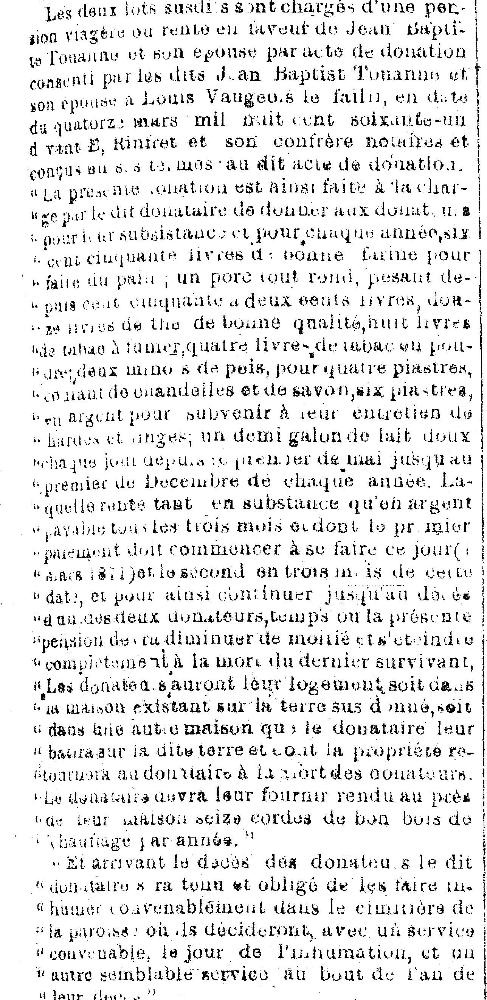 Les deux lots susdits sont chargés d'une pen-
sion viagère ou rente en faveur de Jean Bapti-
te Touanne et son épouse par acte de donation
consenti par les dits Jean Baptist Touanne et
son épouse à Louis Vaugeois le failli, en date
du quatorze mars mil huit cent soixante-un
devant E, Rinfret et son confrère notaires et
conçus en ses termes au dit acte de donation.
" La présente donation est ainsi faite à la char-
" ge par le dit donataire de donner aux donateurs
" pour leur subsistance et pour chaque année, six
" cent cinquante livres de bonne farine pour
" faire du pain ; un porc tout rond, pesant de-
" puis cent cinquante à deux cents livres, dou-
" ze livres de thé de bonne qualité, huit livres
" de tabac à fumer, quatre livres de tabac en pou-
" dre; deux minots de pois, pour quatre piastres,
" comtant de chandelles et de savon, six piastres,
" en argent pour subvenir à leur entretien de
" hardes et linges; un demi galon de lait doux
" chaque jour depuis le premier de mai jusqu'au
" premier de Decembre de chaque année. La-
" quelle rente tant en substance qu'en argent
" payable tous les trois mois et dont le premier
" paiement doit commencer à se faire ce jour (
" mars 1871) et le second en trois mois de cette
" date, et pour ainsi continuer jusqu'au décès
" d'un des deux donateurs, temps ou la présente
" pension devra diminuer de moitié et s'éteindre
" complètement à la mort du dernier survivant,
" Les donateurs auront leur logement, soit dans
" la maison existant sur la terre sus donné, soit
" dans une autre maison que le donataire leur
" batira sur la dite terre et dont la propriété re-
" tournera au donataire à la mort des donateurs.
" Le donataire devra leur fournir rendu au près
" de leur maison seize cordes de bon bois de
" chauffage par année."
" Et arrivant le décès des donateurs le dit
" donataire sera tenu et obligé de les faire in-
" humer convenablement dans le cimitière de
" la paroisse où ils décideront, avec un service
" convenable, le jour de l'inhumation, et un
" autre semblable service au bout de l'an de
" leur décès."